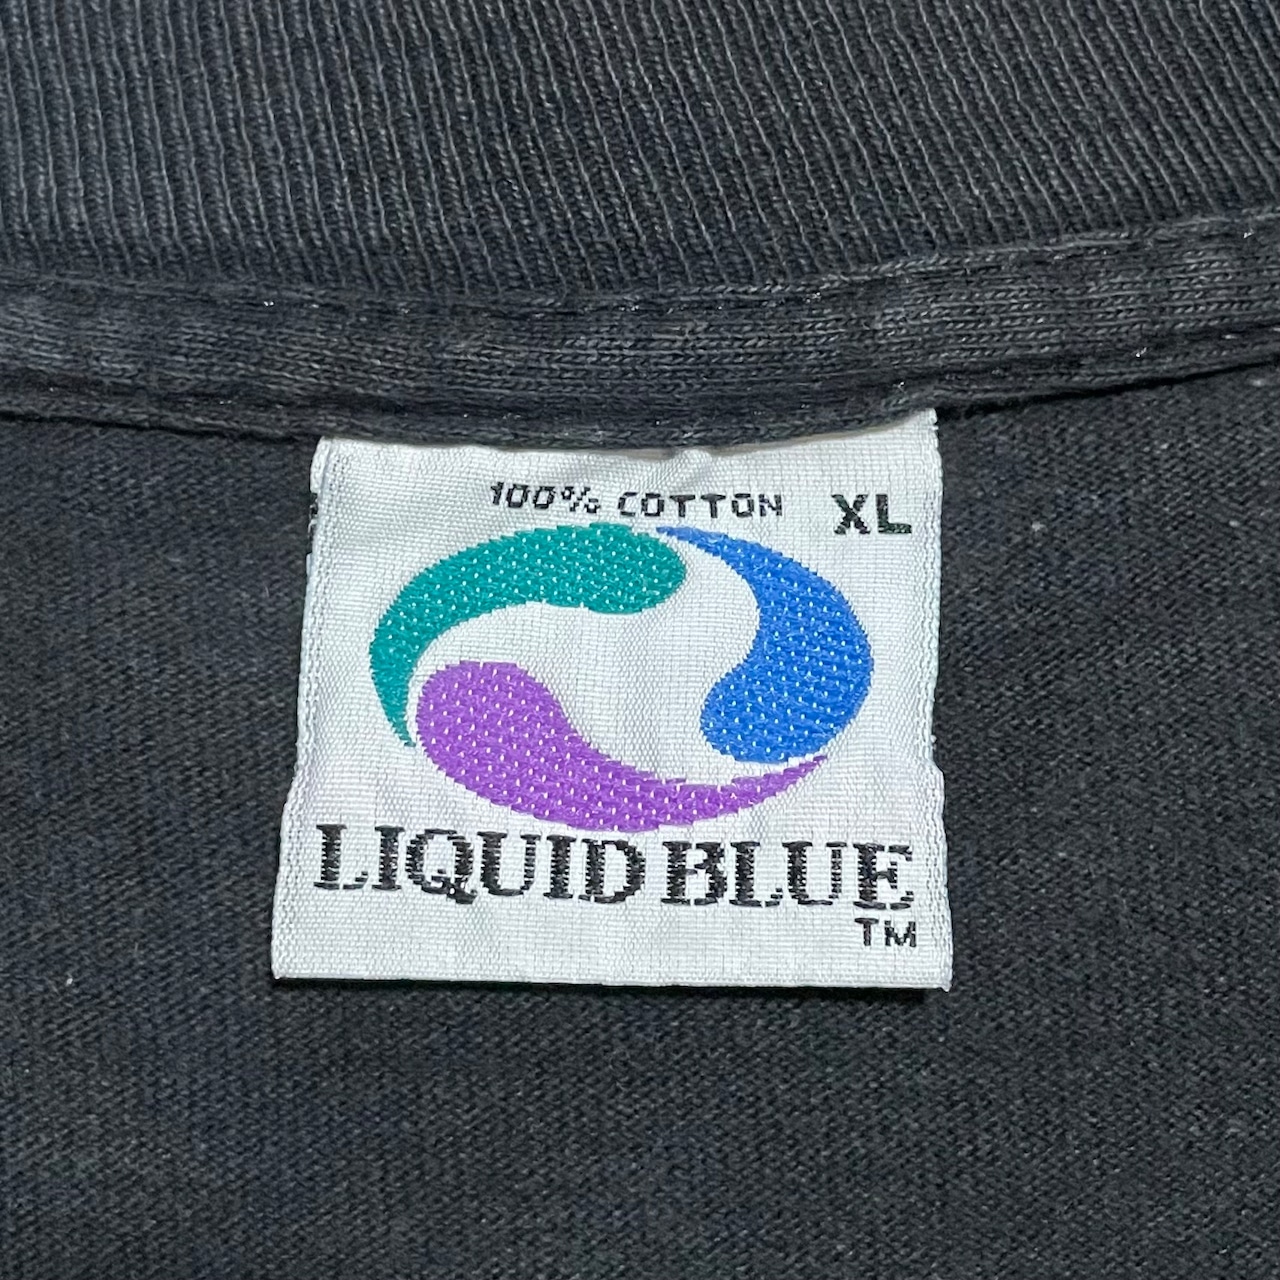 100% COTTON XL
LIQUID BLUE
TM